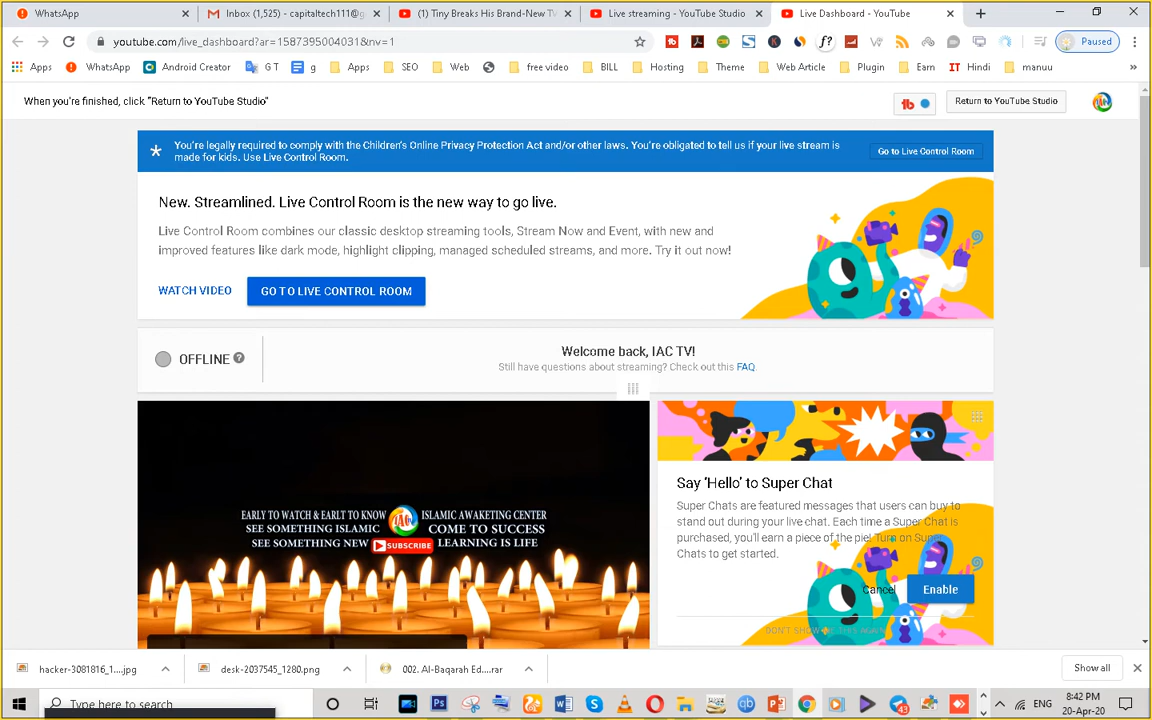 WhatsApp
Inbox (1,525) - capitaltech111@g
(1) Tiny Breaks His Brand-New TV
Live streaming - YouTube Studio
Live Dashboard - YouTube
youtube.com/live_dashboard?ar=1587395004031&nv=1
Paused
Apps WhatsApp Android Creator G T g Apps SEO Web free video BILL Hosting Theme Web Article Plugin Earn IT Hindi manuu
When you're finished, click "Return to YouTube Studio"
Return to YouTube Studio
You're legally required to comply with the Children's Online Privacy Protection Act and/or other laws. You're obligated to tell us if your live stream is
made for kids. Use Live Control Room.
Go to Live Control Room
New. Streamlined. Live Control Room is the new way to go live.
Live Control Room combines our classic desktop streaming tools, Stream Now and Event, with new and
improved features like dark mode, highlight clipping, managed scheduled streams, and more. Try it out now!
WATCH VIDEO
GO TO LIVE CONTROL ROOM
OFFLINE
Welcome back, IAC TV!
Still have questions about streaming? Check out this FAQ.
EARLY TO WATCH & EARLT TO KNOW ISLAMIC AWAKETING CENTER
SEE SOMETHING ISLAMIC COME TO SUCCESS
SEE SOMETHING NEW SUBSCRIBE LEARNING IS LIFE
Say 'Hello' to Super Chat
Super Chats are featured messages that users can buy to
stand out during your live chat. Each time a Super Chat is
purchased, you'll earn a piece of the pie! Turn on Super
Chats to get started.
Cancel
Enable
DON'T SHOW ME THIS AGAIN
hacker-3081816_1....jpg
desk-2037545_1280.png
002. Al-Baqarah Ed....rar
Show all
Type here to search
43
ENG
8:42 PM
20-Apr-20